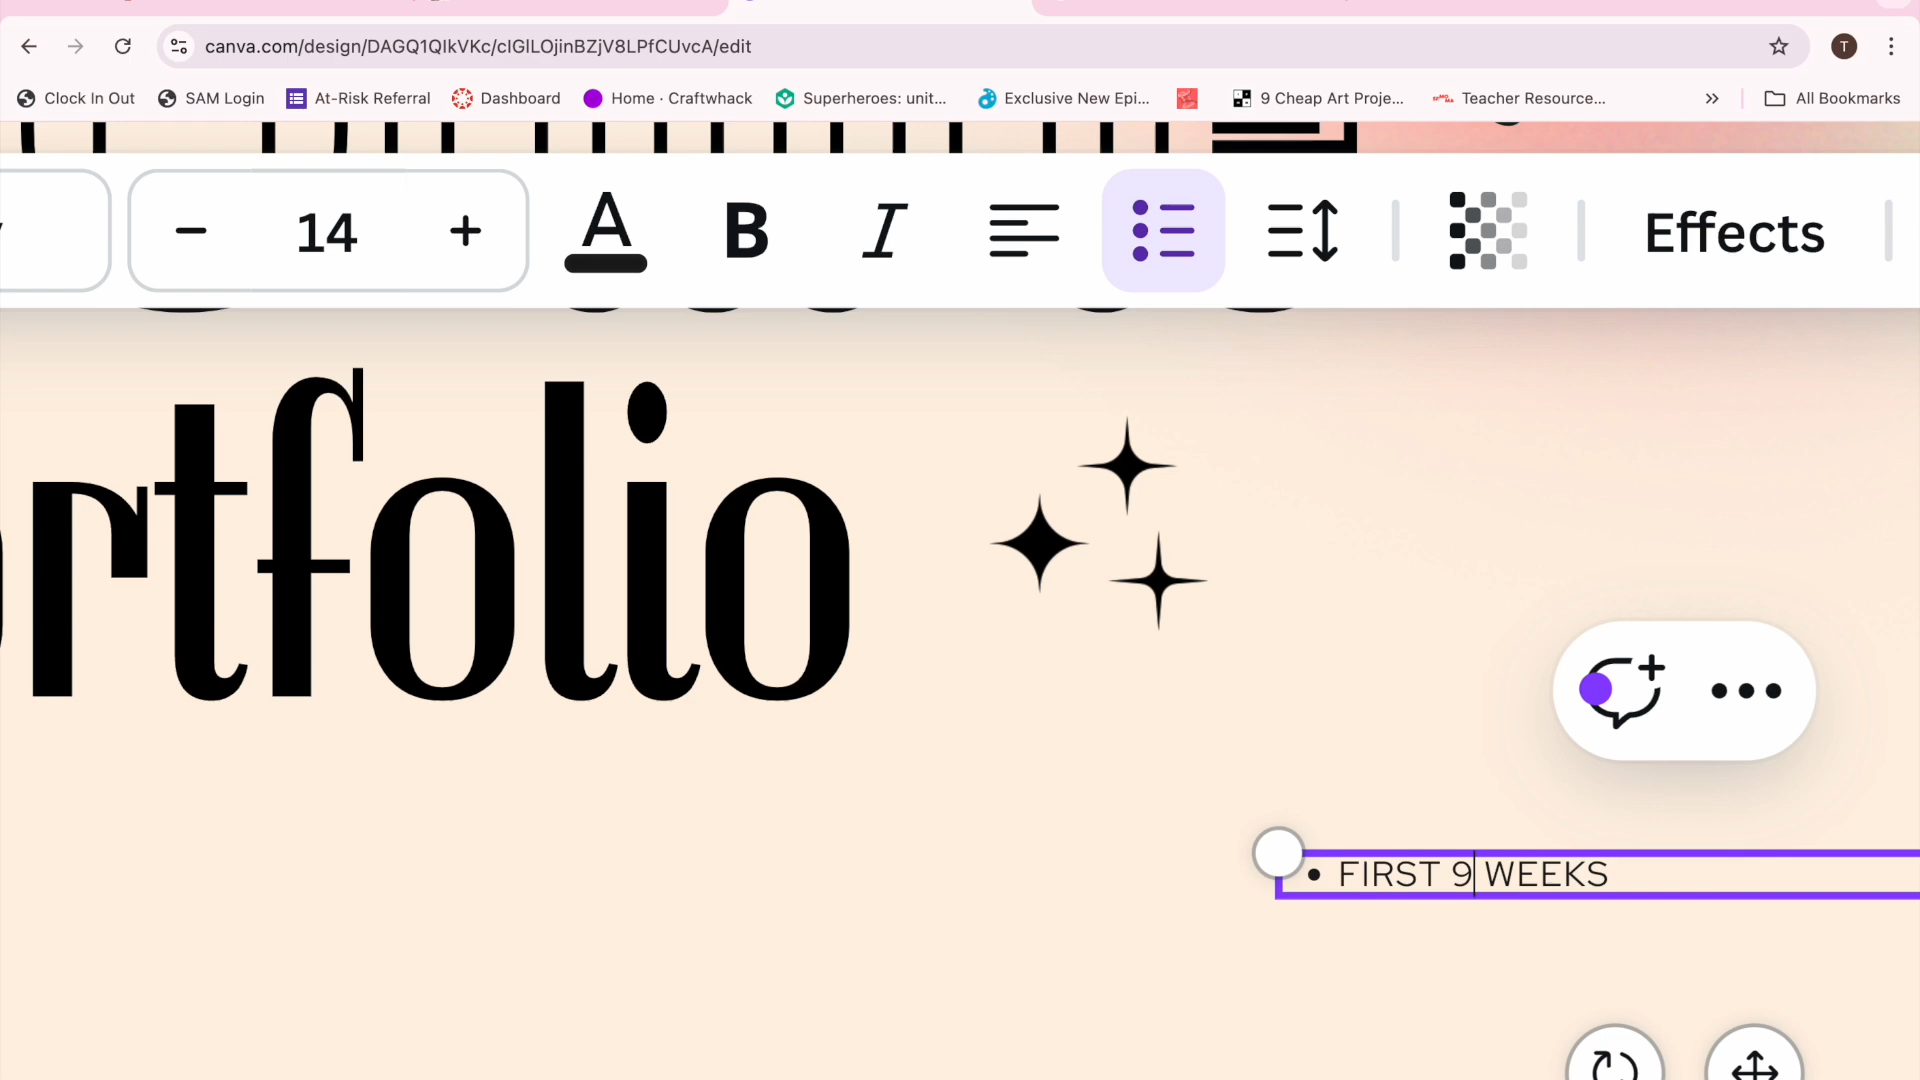 canva.com/design/DAGQ1QIkVKc/cIGlLOjinBZjV8LPfCUvcA/edit
T
Clock In Out SAM Login At-Risk Referral Dashboard Home · Craftwhack Superheroes: unit... Exclusive New Epi... 9 Cheap Art Proje... Teacher Resource... » All Bookmarks
− 14 + A B I Effects
rtfolio
• FIRST 9 WEEKS